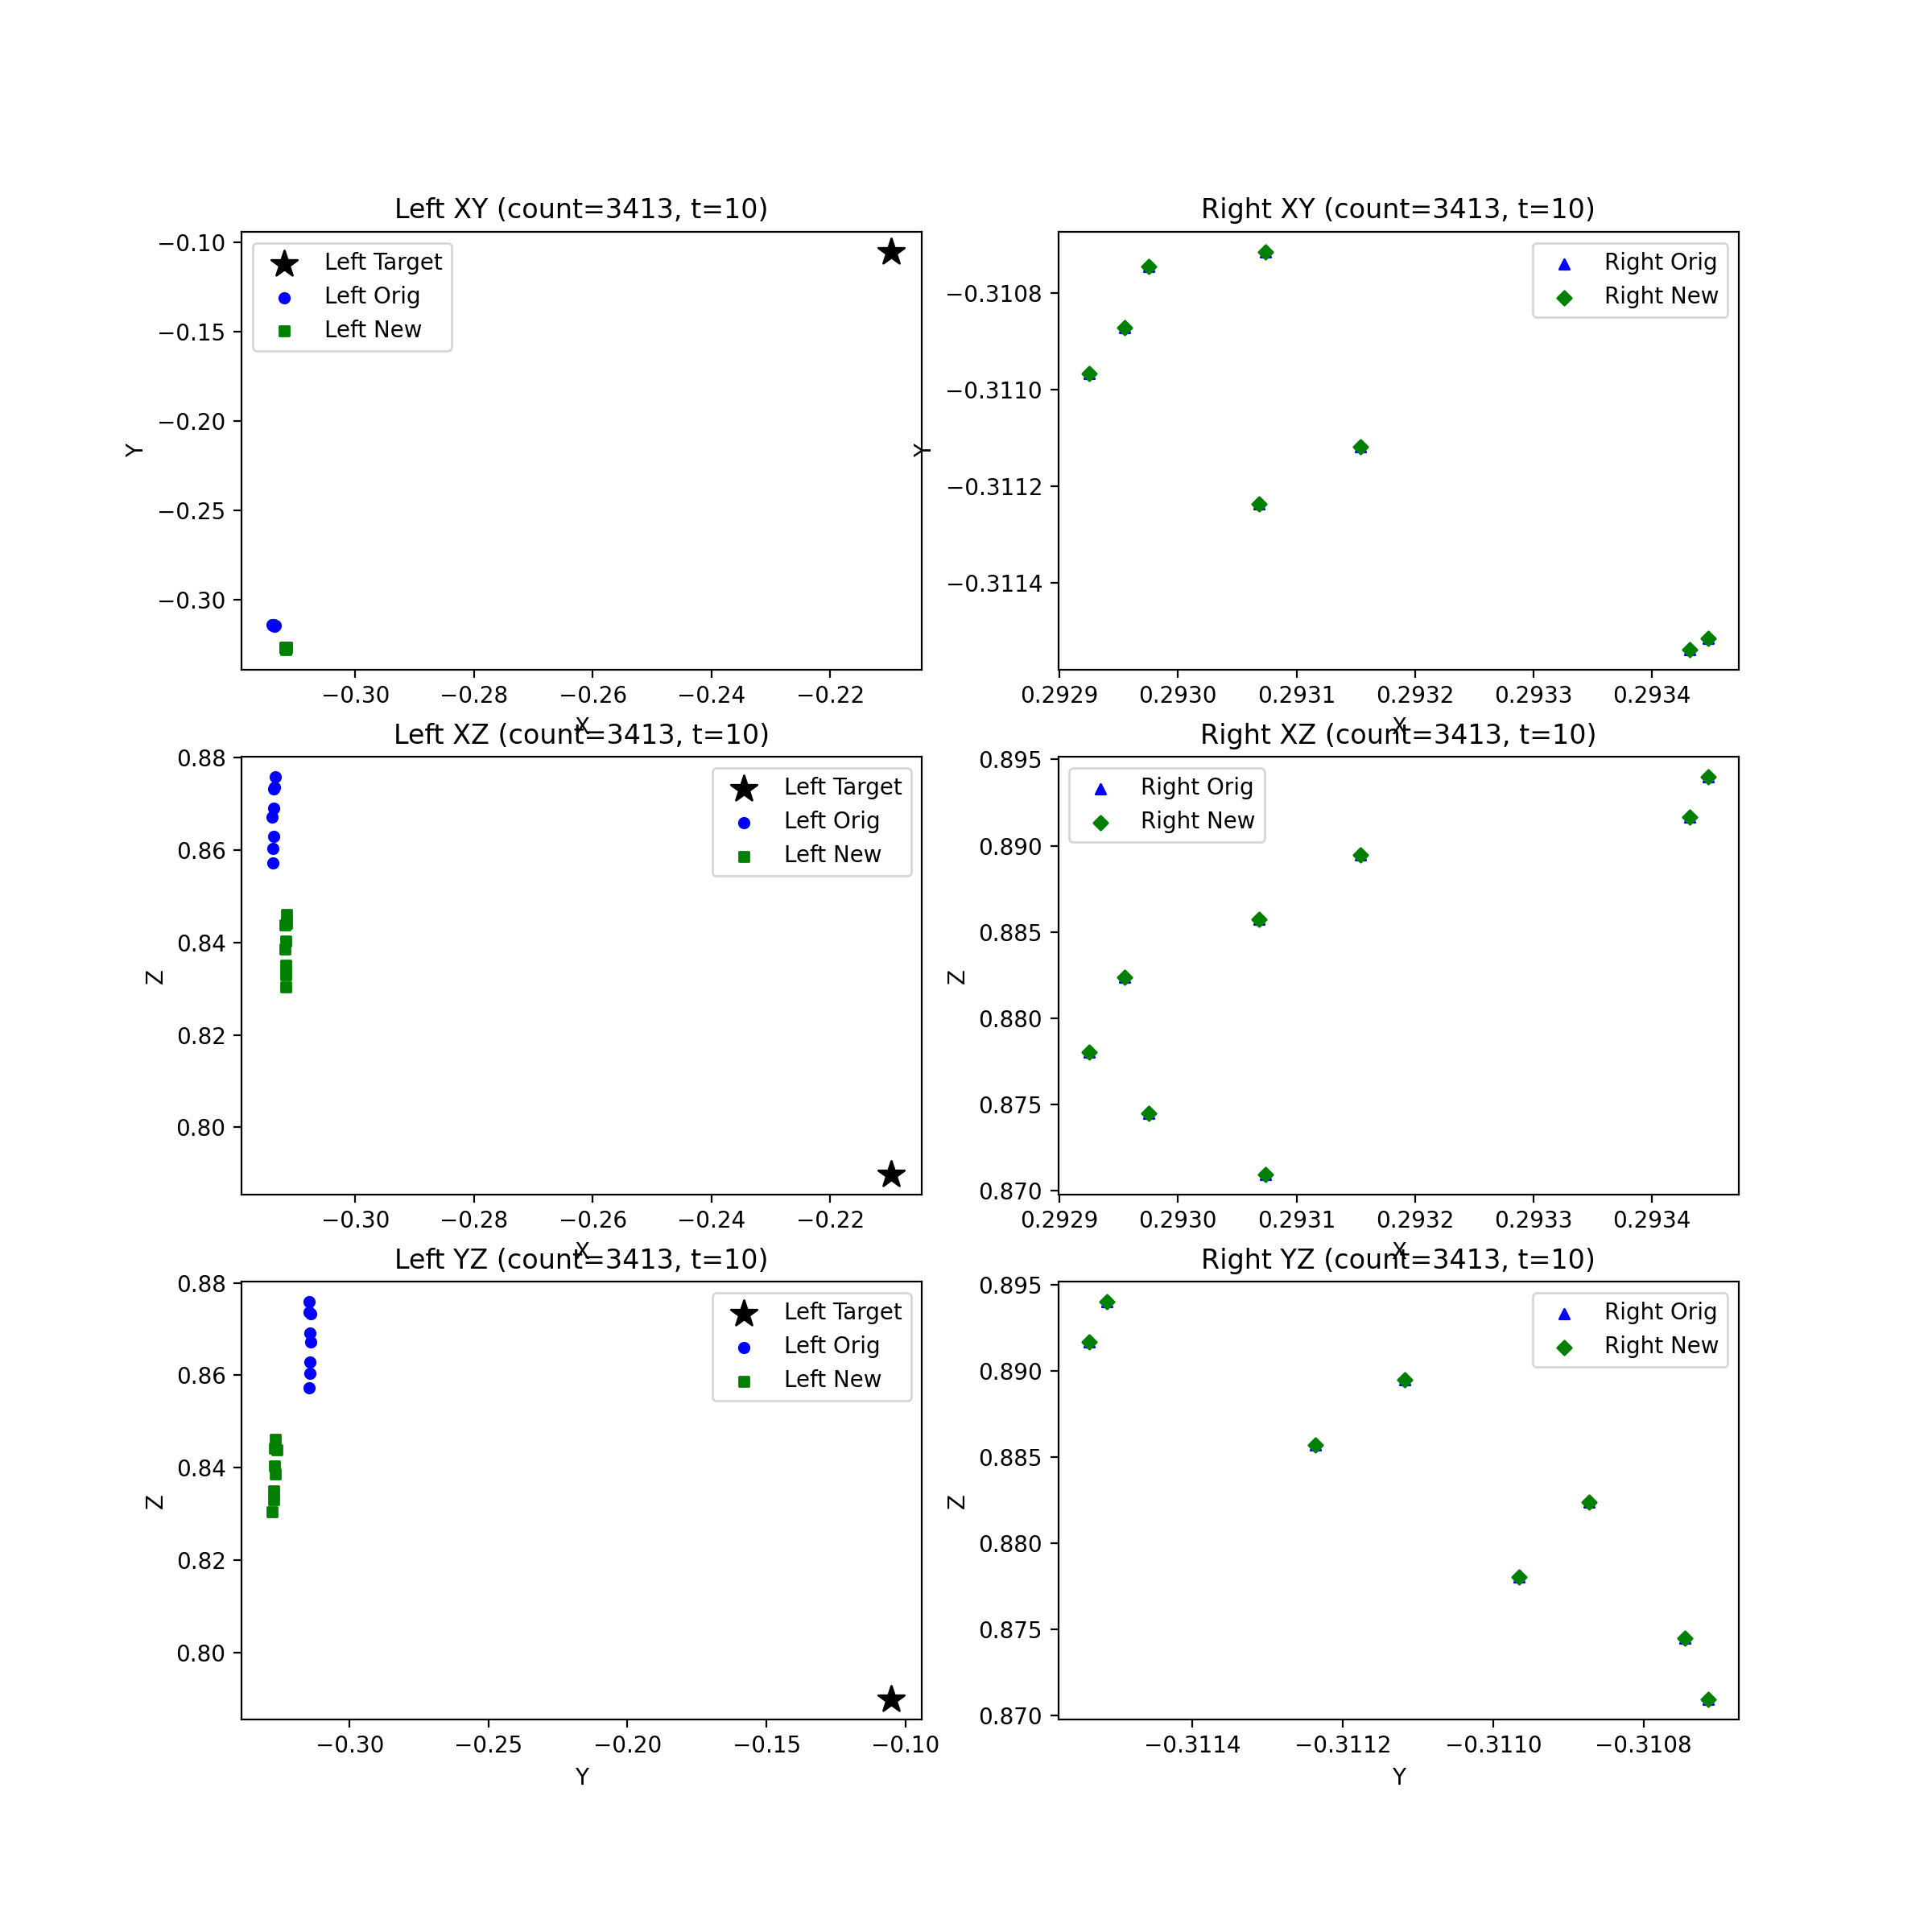 Left XY (count=3413, t=10)
Left Target
Left Orig
Left New
−0.10
−0.15
−0.20
−0.25
−0.30
Y
−0.30
−0.28
−0.26
−0.24
−0.22
X
Right XY (count=3413, t=10)
Right Orig
Right New
−0.3108
−0.3110
−0.3112
−0.3114
Y
0.2929
0.2930
0.2931
0.2932
0.2933
0.2934
X
Left XZ (count=3413, t=10)
Left Target
Left Orig
Left New
0.88
0.86
0.84
0.82
0.80
Z
−0.30
−0.28
−0.26
−0.24
−0.22
X
Right XZ (count=3413, t=10)
Right Orig
Right New
0.895
0.890
0.885
0.880
0.875
0.870
Z
0.2929
0.2930
0.2931
0.2932
0.2933
0.2934
X
Left YZ (count=3413, t=10)
Left Target
Left Orig
Left New
0.88
0.86
0.84
0.82
0.80
Z
−0.30
−0.25
−0.20
−0.15
−0.10
Y
Right YZ (count=3413, t=10)
Right Orig
Right New
0.895
0.890
0.885
0.880
0.875
0.870
Z
−0.3114
−0.3112
−0.3110
−0.3108
Y